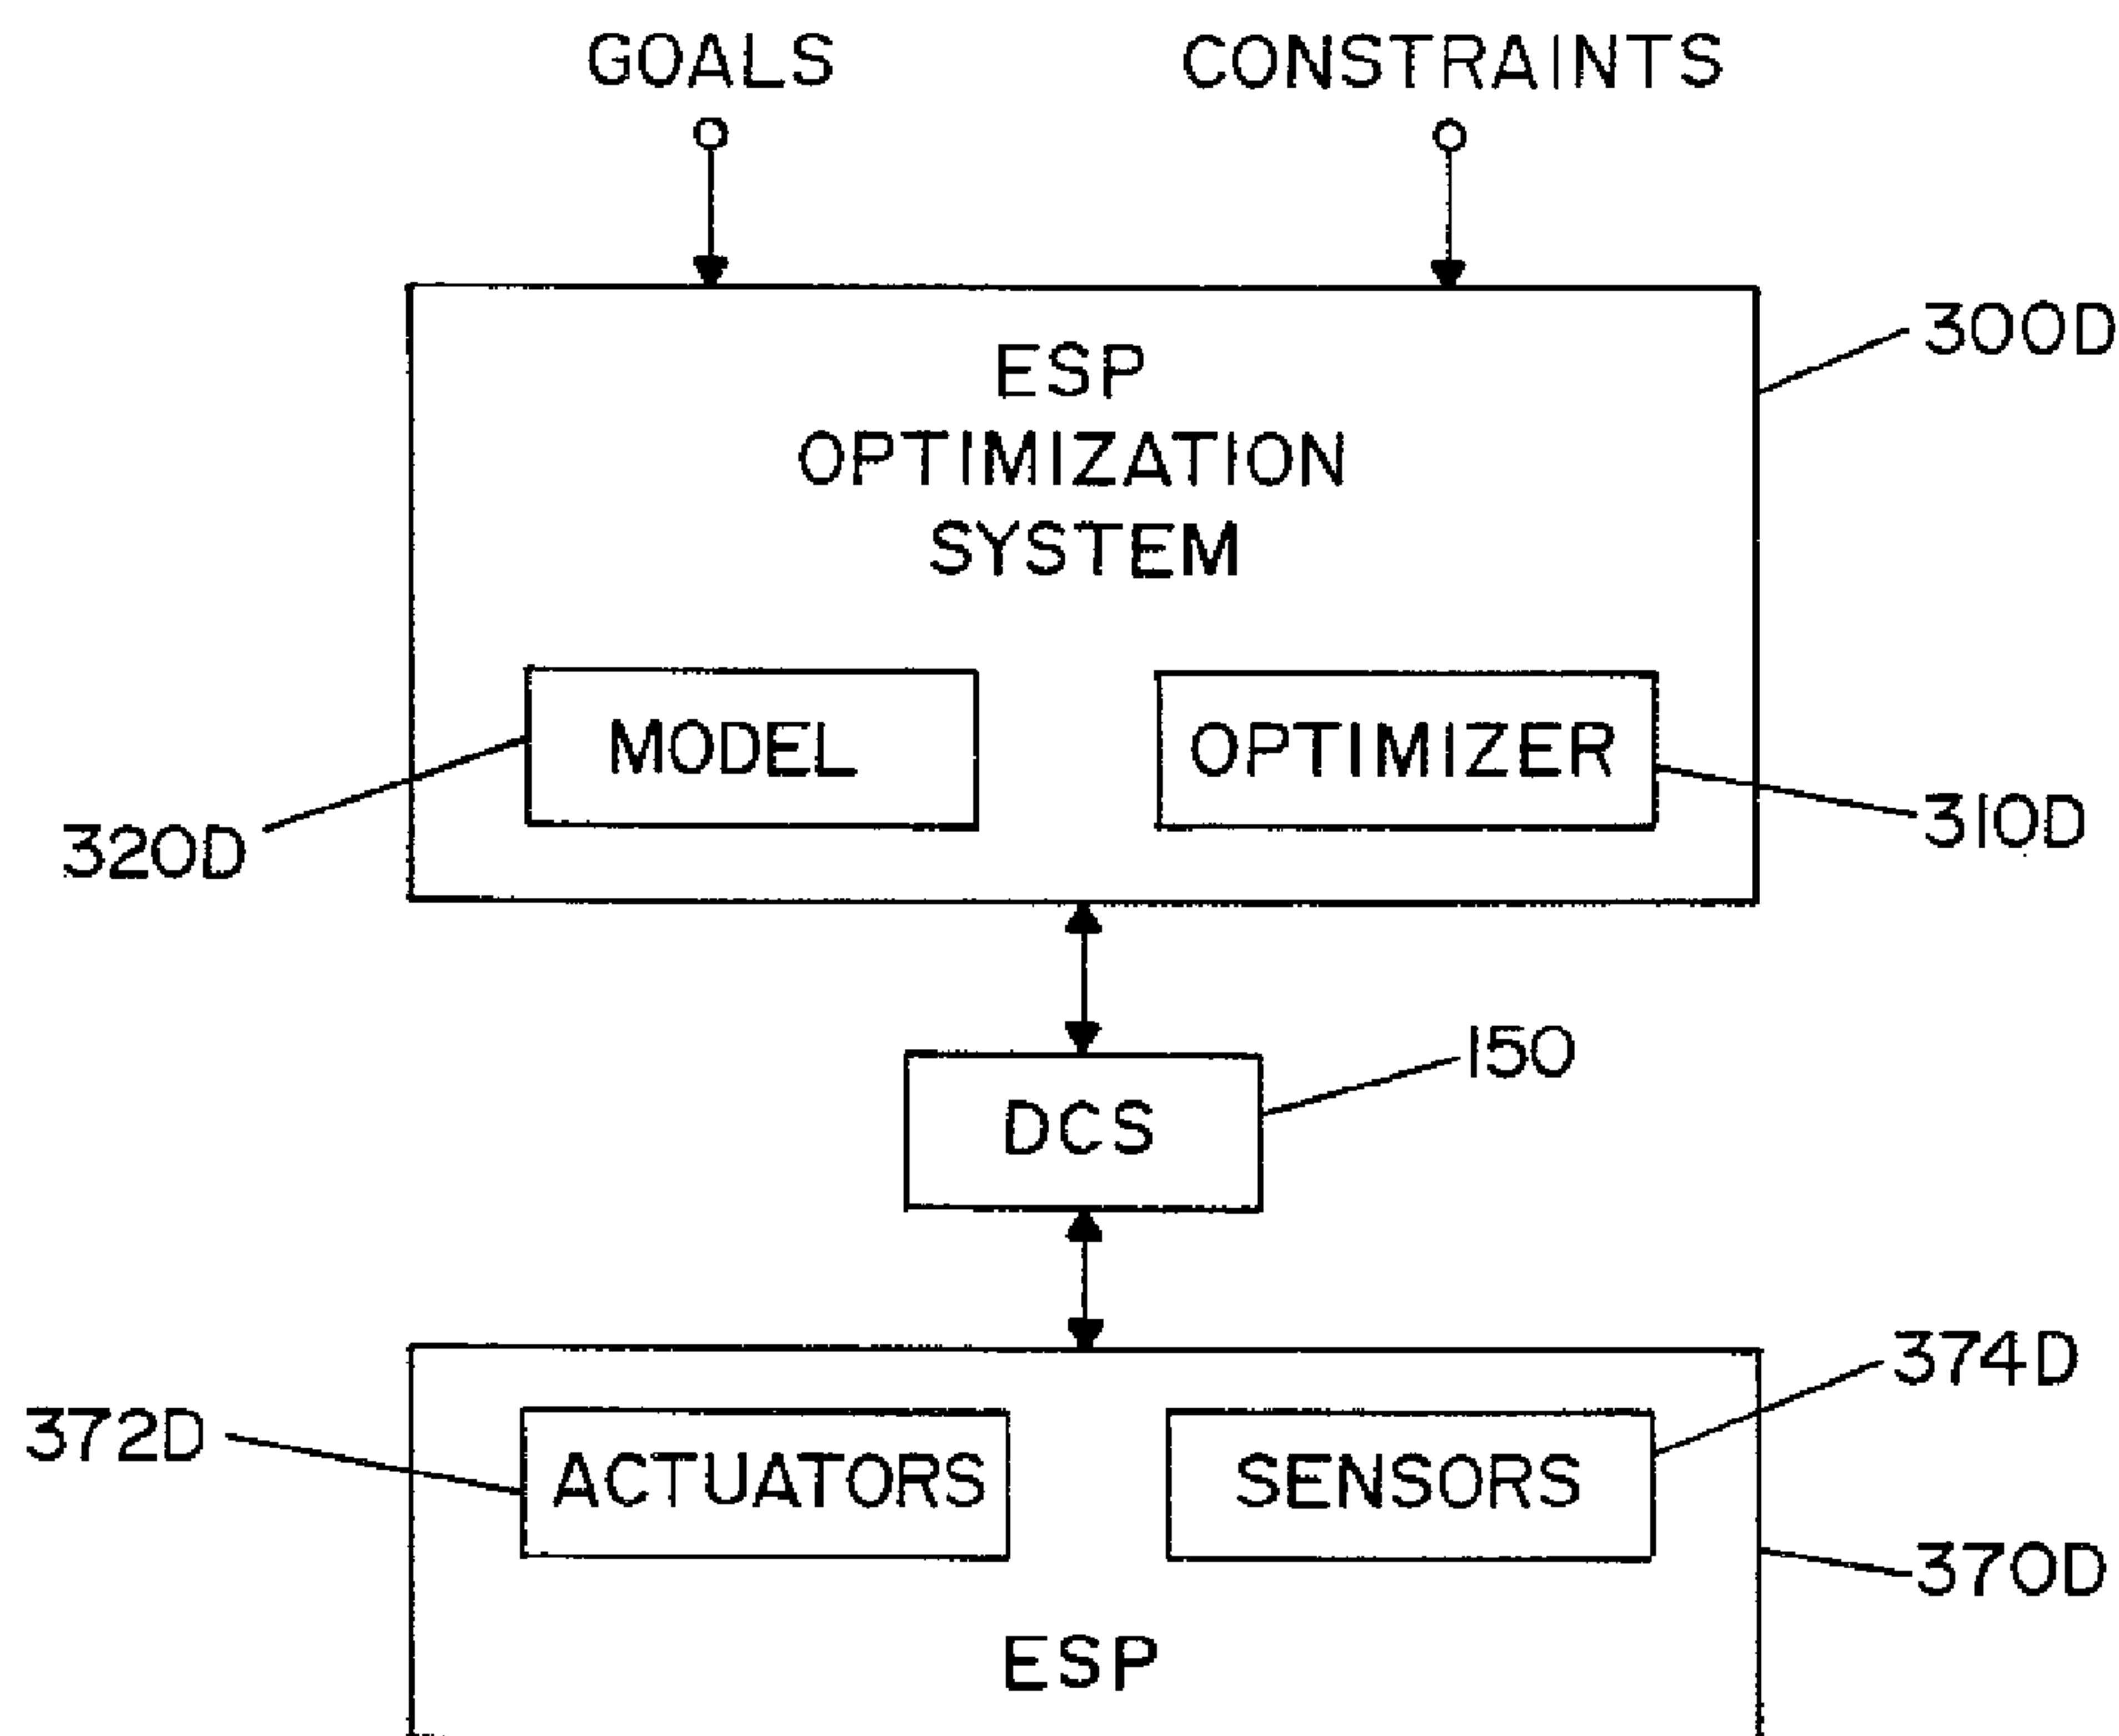 GOALS
CONSTRAINTS
300D
ESP
OPTIMIZATION
SYSTEM
MODEL
OPTIMIZER
320D
310D
150
DCS
374D
372D
ACTUATORS
SENSORS
370D
ESP